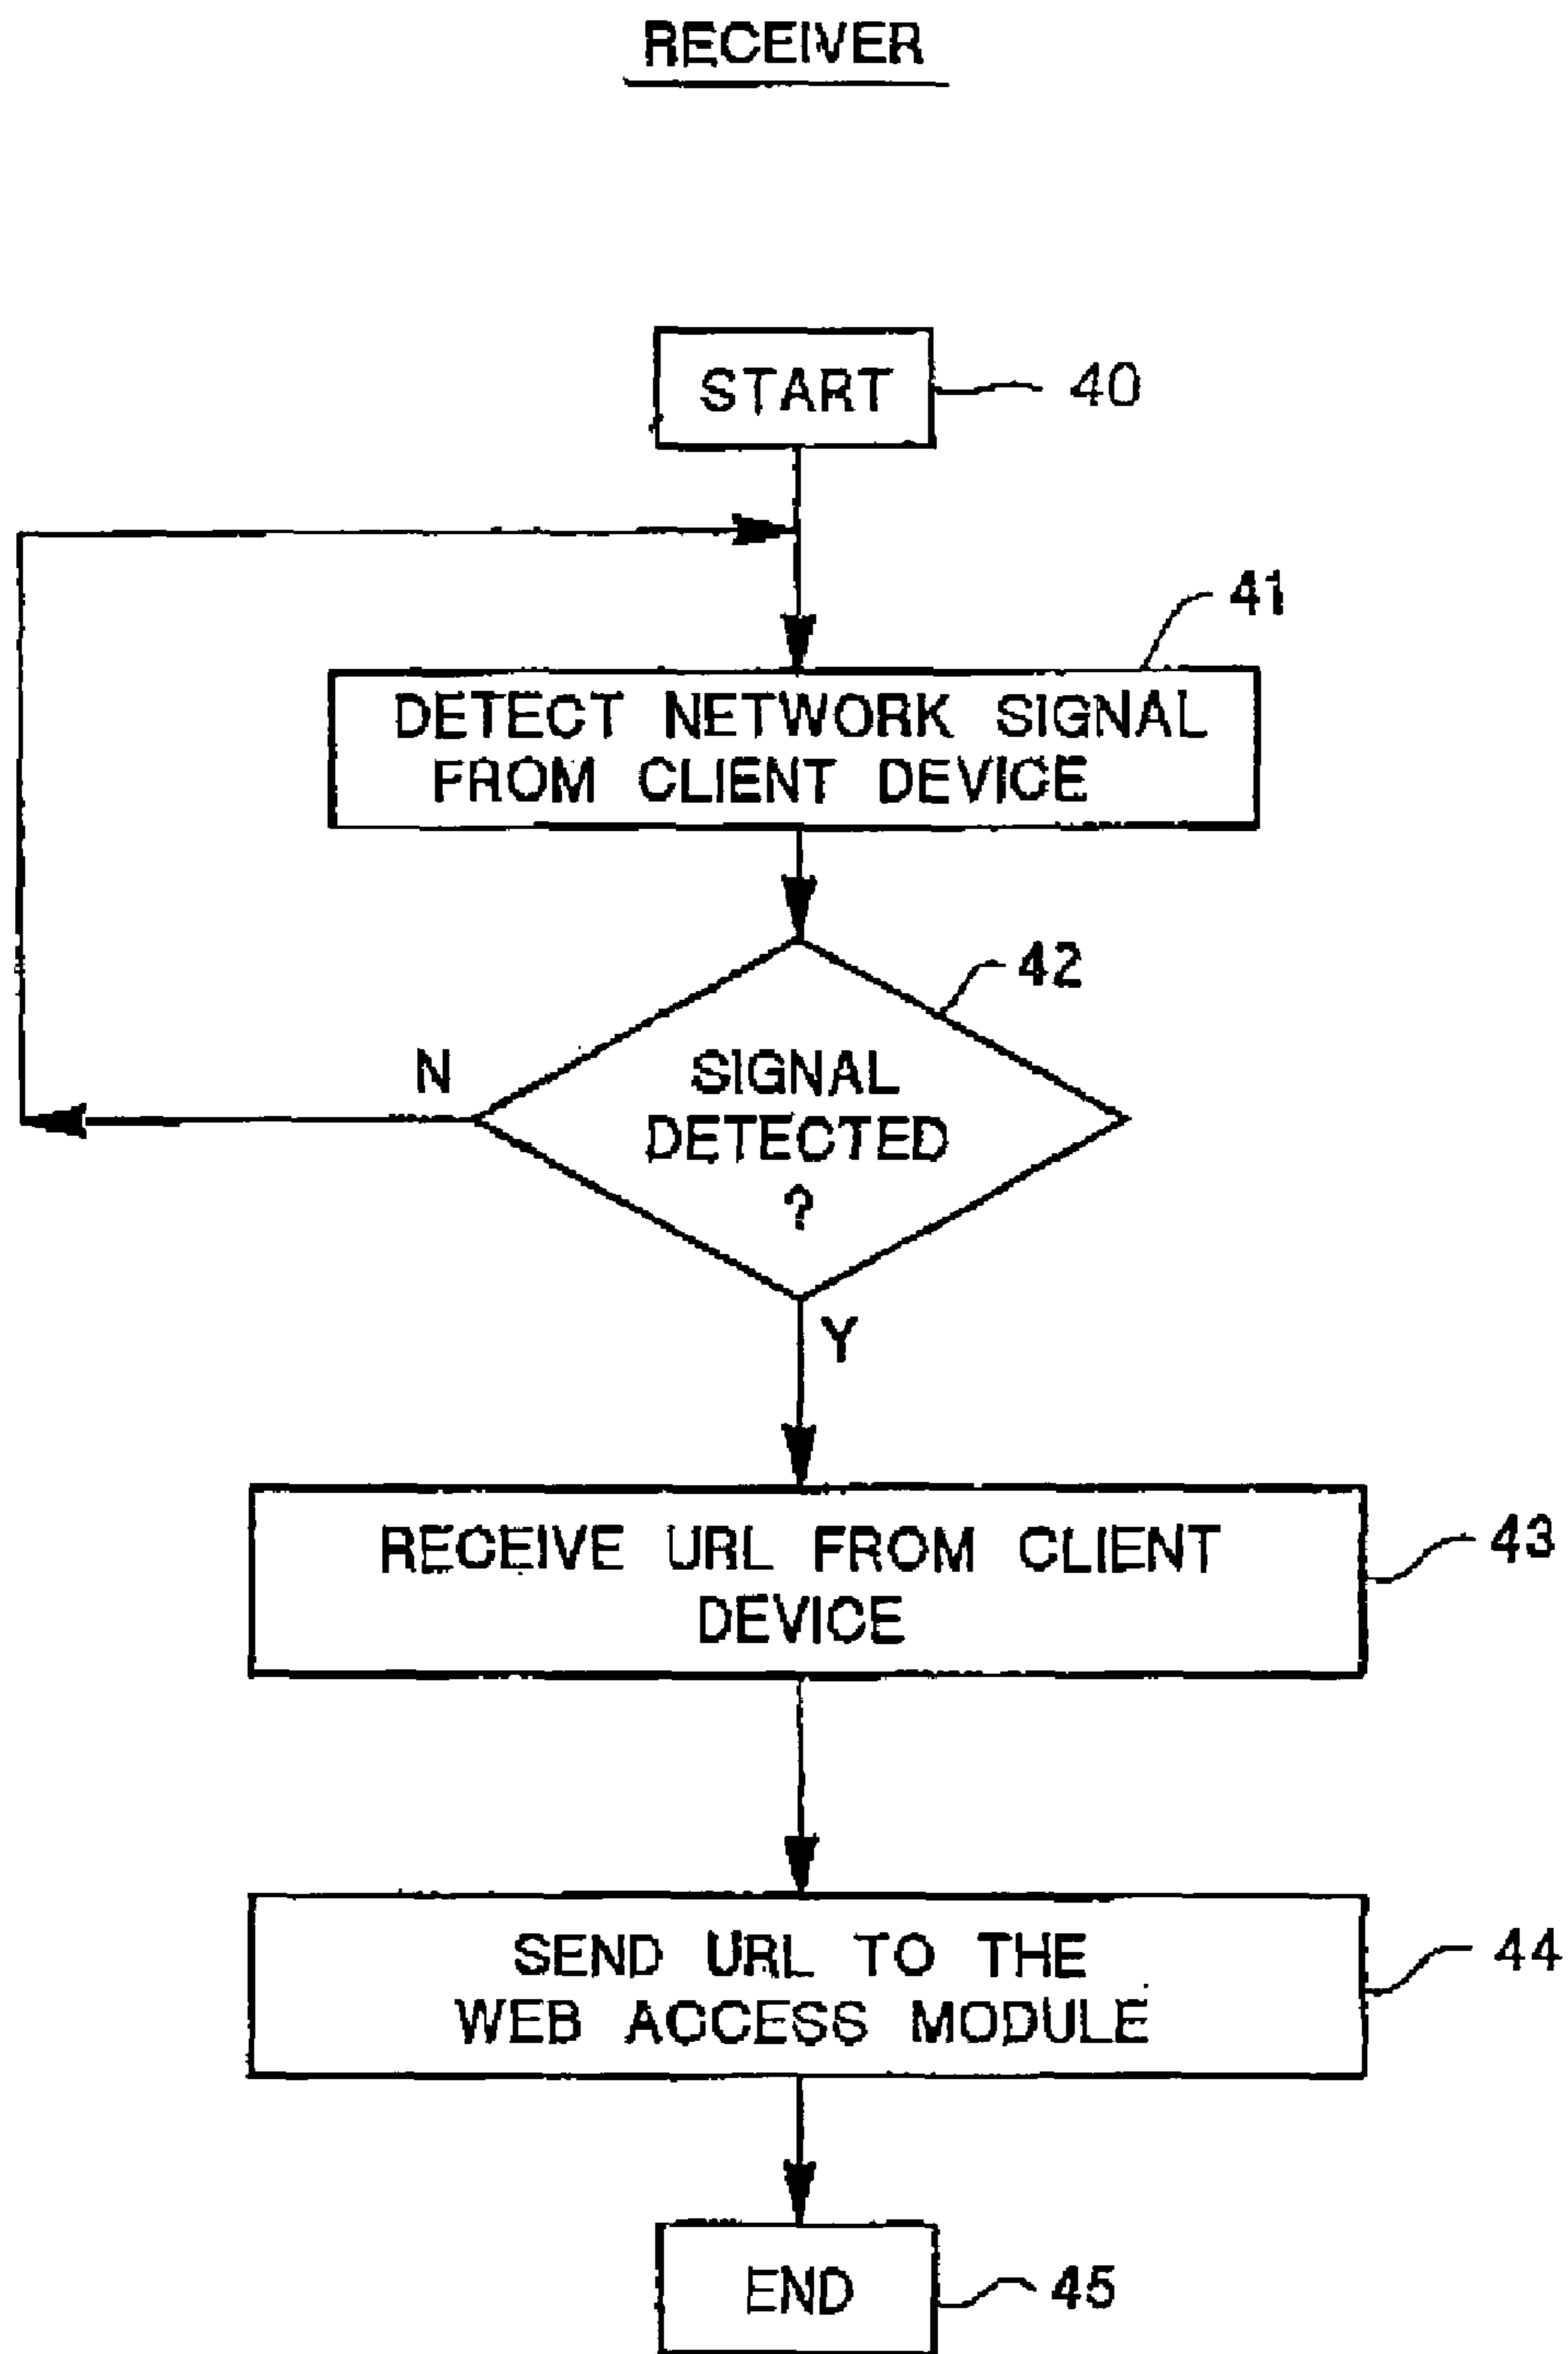 RECEIVER
START
40
41
DETECT NETWORK SIGNAL
FROM CLIENT DEVICE
42
N
SIGNAL
DETECTED
?
Y
RECEIVE URL FROM CLIENT
DEVICE
43
SEND URL TO THE
WEB ACCESS MODULE
44
END
45